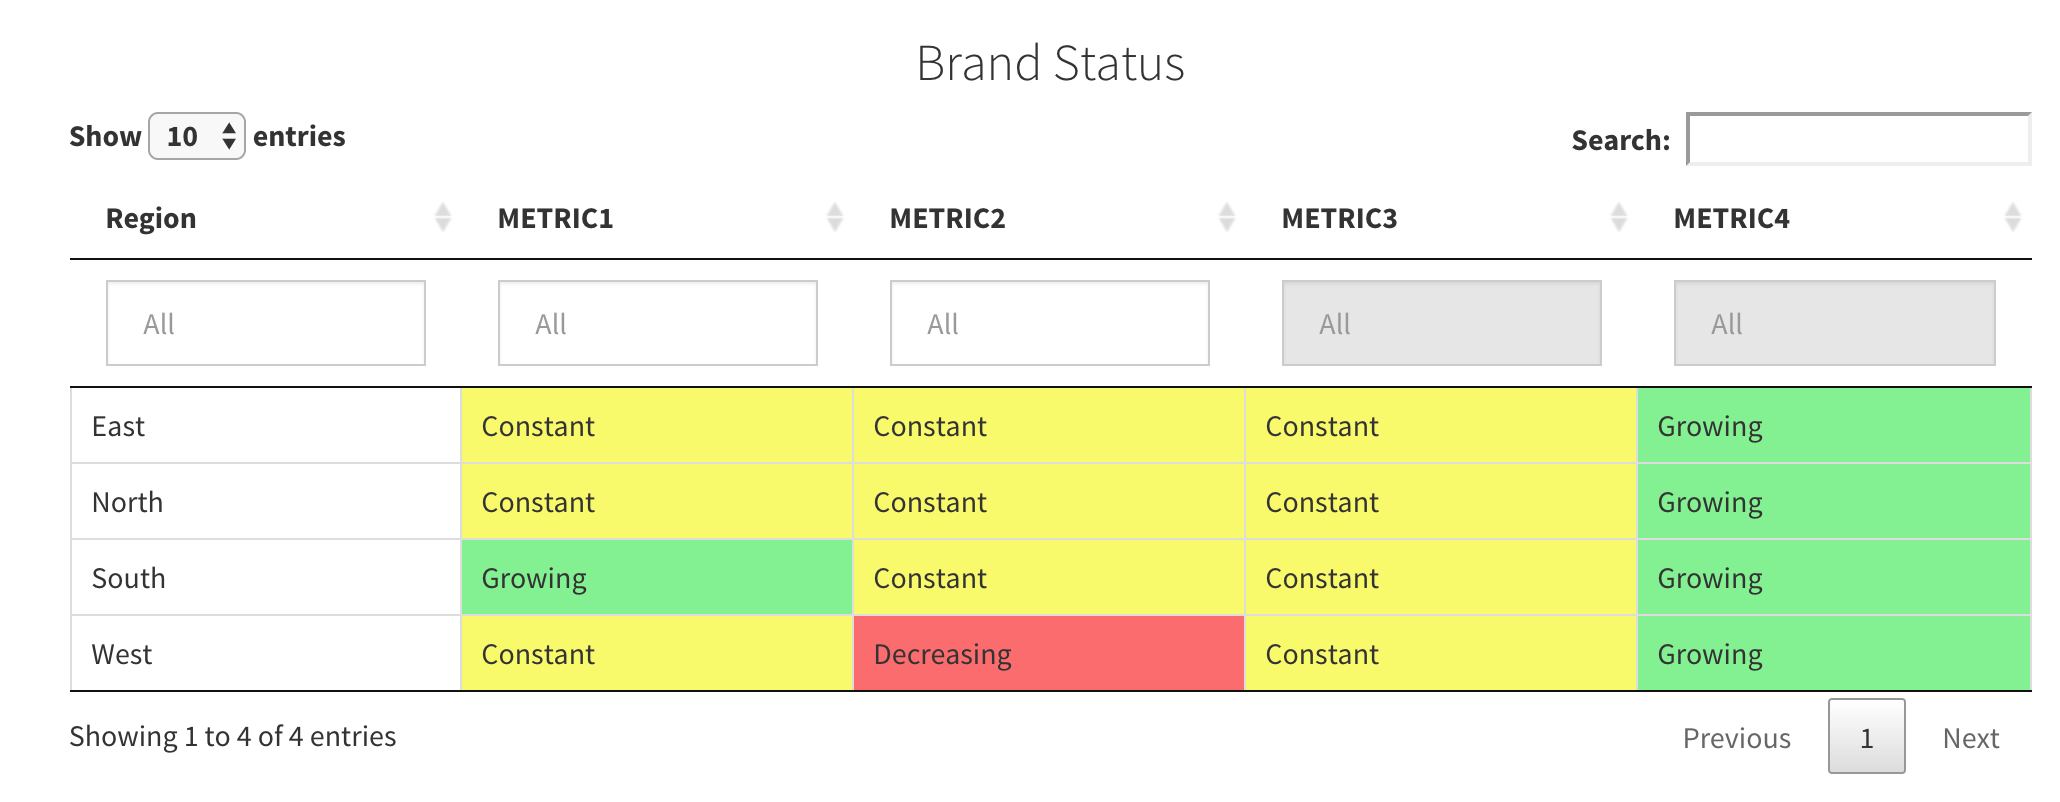 Brand Status
Show 10 entries Search:
Region METRIC1 METRIC2 METRIC3 METRIC4
All All All All All
East Constant Constant Constant Growing
North Constant Constant Constant Growing
South Growing Constant Constant Growing
West Constant Decreasing Constant Growing
Showing 1 to 4 of 4 entries Previous 1 Next